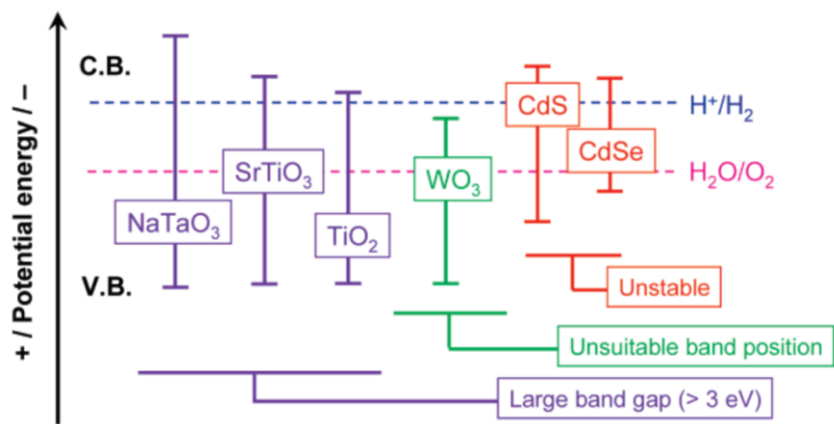 + / Potential energy / –
C.B.
V.B.
NaTaO₃
SrTiO₃
TiO₂
WO₃
CdS
CdSe
H⁺/H₂
H₂O/O₂
Unstable
Unsuitable band position
Large band gap (> 3 eV)